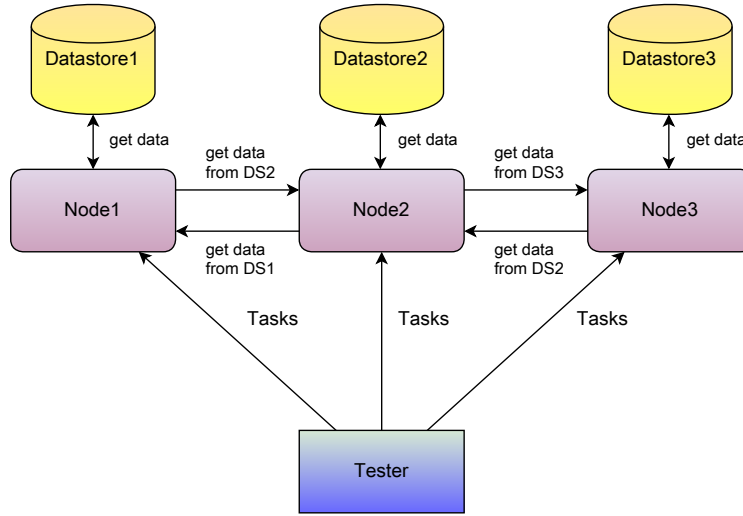 Datastore1
Datastore2
Datastore3
get data
get data
get data
get data
from DS2
get data
from DS3
Node1
Node2
Node3
get data
from DS1
get data
from DS2
Tasks
Tasks
Tasks
Tester